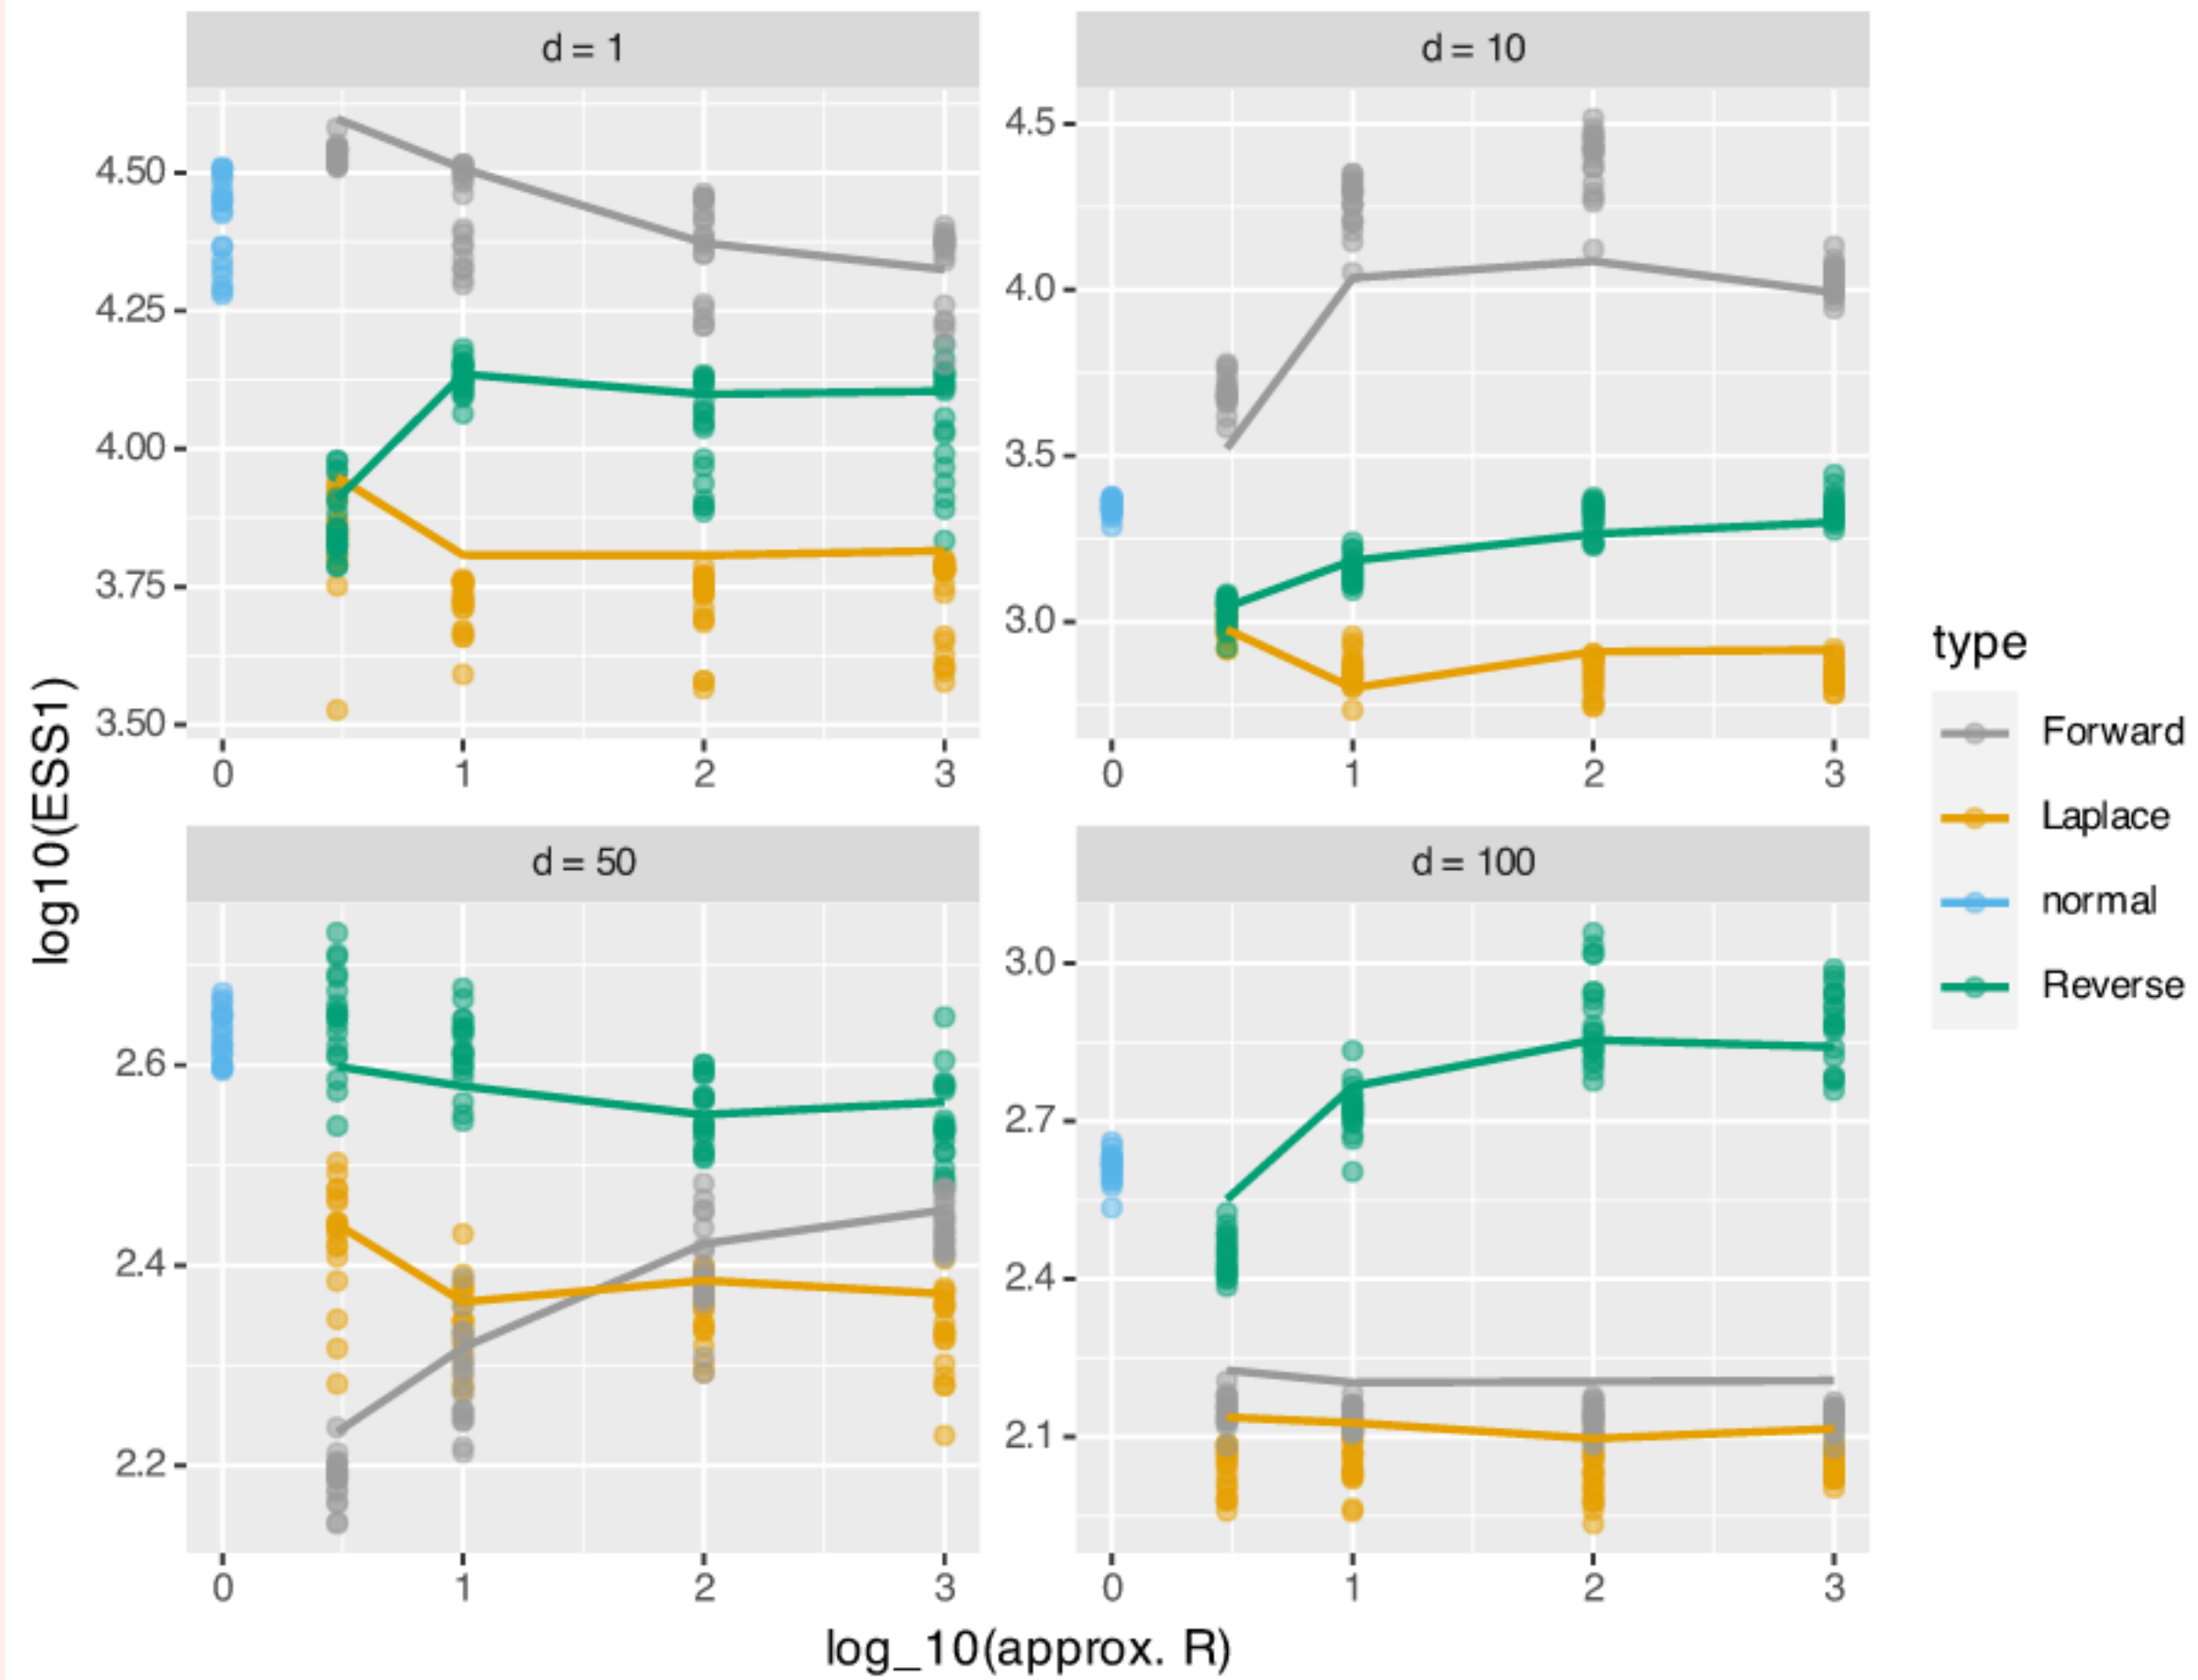 d = 1
d = 10
4.50
4.25
4.00
3.75
3.50
4.5
4.0
3.5
3.0
0 1 2 3
0 1 2 3
d = 50
d = 100
2.6
2.4
2.2
3.0
2.7
2.4
2.1
0 1 2 3
0 1 2 3
log10(ESS1)
log_10(approx. R)
type
Forward
Laplace
normal
Reverse